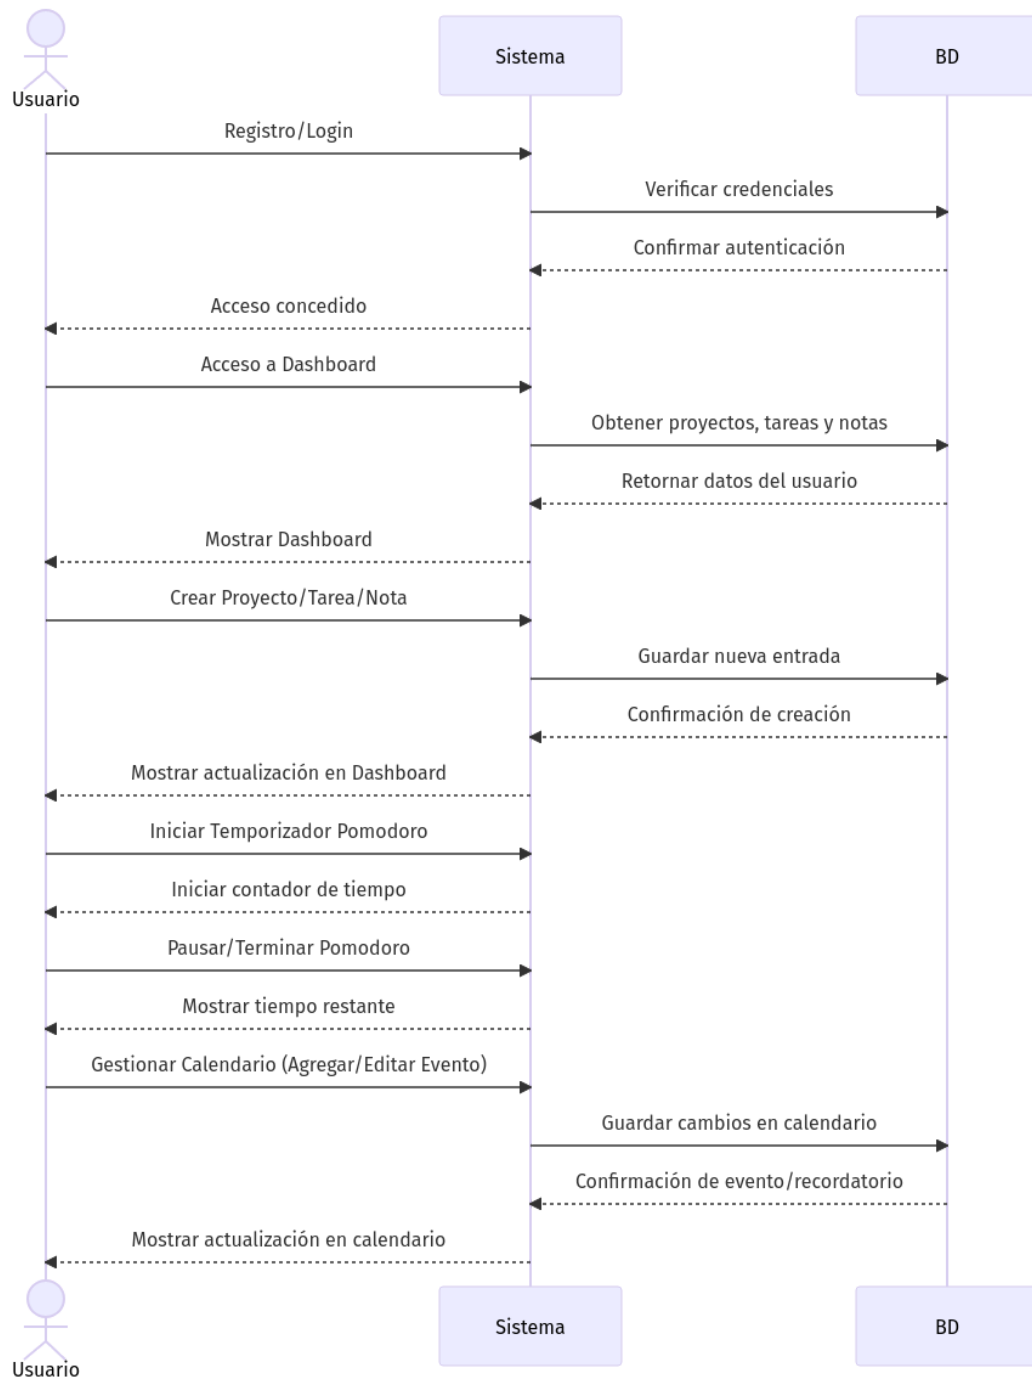 Usuario
Sistema
BD
Registro/Login
Verificar credenciales
Confirmar autenticación
Acceso concedido
Acceso a Dashboard
Obtener proyectos, tareas y notas
Retornar datos del usuario
Mostrar Dashboard
Crear Proyecto/Tarea/Nota
Guardar nueva entrada
Confirmación de creación
Mostrar actualización en Dashboard
Iniciar Temporizador Pomodoro
Iniciar contador de tiempo
Pausar/Terminar Pomodoro
Mostrar tiempo restante
Gestionar Calendario (Agregar/Editar Evento)
Guardar cambios en calendario
Confirmación de evento/recordatorio
Mostrar actualización en calendario
Usuario
Sistema
BD